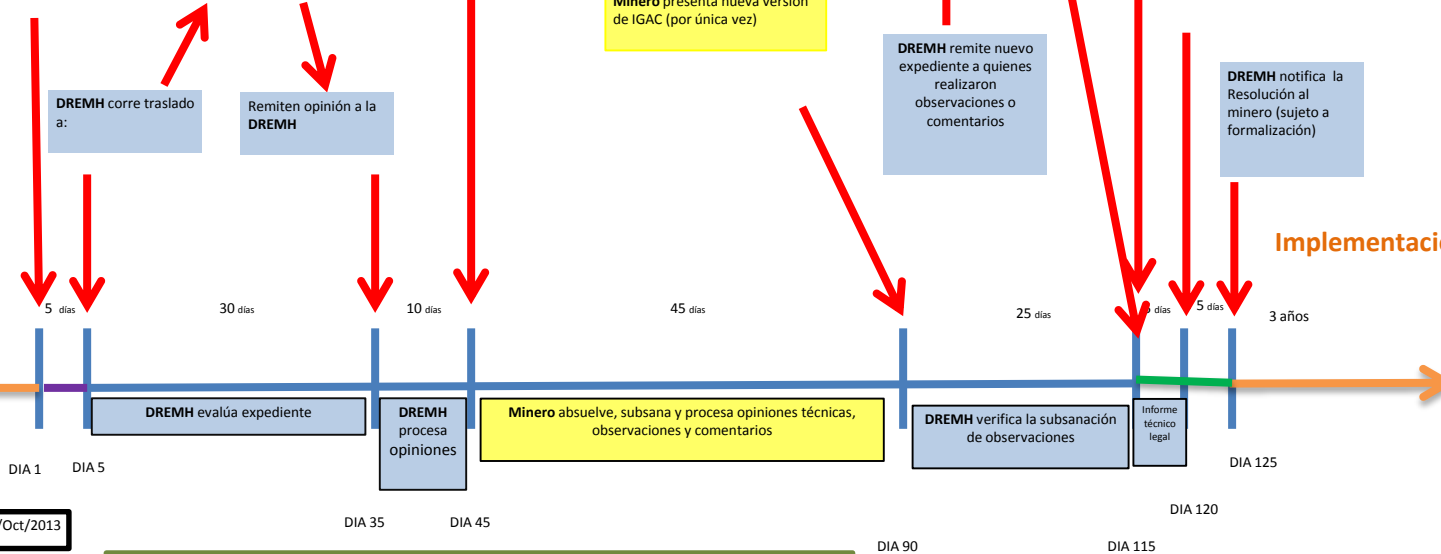 Minero presenta nueva versión
de IGAC (por única vez)
DREMH corre traslado
a:
Remiten opinión a la
DREMH
DREMH remite nuevo
expediente a quienes
realizaron
observaciones o
comentarios
DREMH notifica la
Resolución al
minero (sujeto a
formalización)
Implementació
5 días
30 días
10 días
45 días
25 días
días
5 días
3 años
DREMH evalúa expediente
DREMH
procesa
opiniones
Minero absuelve, subsana y procesa opiniones técnicas,
observaciones y comentarios
DREMH verifica la subsanación
de observaciones
Informe
técnico
legal
DIA 1
DIA 5
DIA 35
DIA 45
DIA 90
DIA 115
DIA 120
DIA 125
/Oct/2013